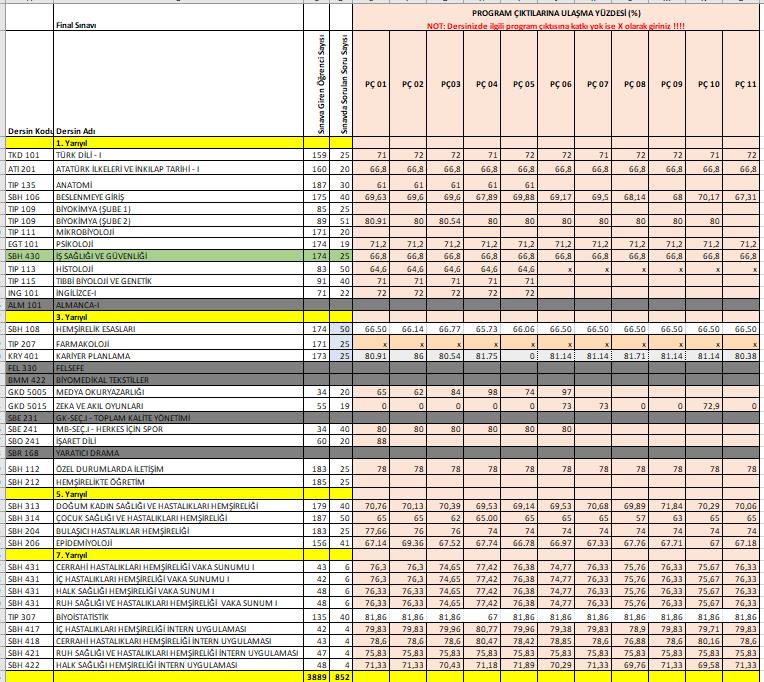 PROGRAM ÇIKTILARINA ULAŞMA YÜZDESİ (%)
Final Sınavı
NOT: Dersinizde ilgili program çıktısına katkı yok ise X olarak giriniz !!!!
Dersin Kodu Dersin Adı Sınava Giren Öğrenci Sayısı Sınavda Sorulan Soru Sayısı PÇ 01 PÇ 02 PÇ03 PÇ 04 PÇ 05 PÇ 06 PÇ 07 PÇ 08 PÇ 09 PÇ 10 PÇ 11
1. Yarıyıl
TKD 101 TÜRK DİLİ - I 159 25 71 72 71 72 71 72 71 72 71 72 71
ATI 201 ATATÜRK İLKELERİ VE İNKILAP TARİHİ - I 160 20 66,8 66,8 66,8 66,8 66,8 66,8 66,8 66,8 66,8 66,8 66,8
TIP 135 ANATOMİ 187 30 61 61 61 61 61
SBH 106 BESLENMEYE GİRİŞ 175 40 69,63 69,6 69,6 67,89 69,88 69,17 69,5 68,14 68 70,17 67,31
TIP 109 BİYOKİMYA (ŞUBE 1) 85 25
TIP 109 BİYOKİMYA (ŞUBE 2) 89 51 80.91 80 80.54 80 80 80 80 80 80 80 80
TIP 111 MİKROBİYOLOJİ 171 20
EGT 101 PSİKOLOJİ 174 19 71,2 71,2 71,2 71,2 71,2 71,2 71,2 71,2 71,2 71,2 71,2
SBH 430 İŞ SAĞLIĞI VE GÜVENLİĞİ 174 25 66,8 66,8 66,8 66,8 66,8 66,8 66,8 66,8 66,8 66,8 66,8
TIP 113 HİSTOLOJİ 83 50 64,6 64,6 64,6 64,6 64,6 x x x x x x
TIP 115 TIBBİ BİYOLOJİ VE GENETİK 91 40 71 71 71 71 71
ING 101 İNGİLİZCE-I 71 22 72 72 72 72 72
ALM 101 ALMANCA-I
3. Yarıyıl
SBH 108 HEMŞİRELİK ESASLARI 174 50 66.50 66.14 66.77 65.73 66.06 66.50 66.50 66.50 66.50 66.50 66.50
TIP 207 FARMAKOLOJİ 171 25 x x x x x x x x x x x
KRY 401 KARİYER PLANLAMA 173 25 80.91 86 80.54 81.75 0 81.14 81.14 81.71 81.14 81.14 80.38
FEL 330 FELSEFE
BMM 422 BİYOMEDİKAL TEKSTİLLER
GKD 5005 MEDYA OKURYAZARLIĞI 34 20 65 62 84 98 74 97
GKD 5015 ZEKA VE AKIL OYUNLARI 55 19 0 0 0 0 0 73 73 0 0 72,9 0
SBE 231 GK-SEÇ.I - TOPLAM KALİTE YÖNETİMİ
SBE 241 MB-SEÇ.I - HERKES İÇİN SPOR 34 40 80 80 80 80 80 80
SBO 241 İŞARET DİLİ 60 20 88
SBR 168 YARATICI DRAMA
SBH 112 ÖZEL DURUMLARDA İLETİŞİM 183 25 78 78 78 78 78 78 78 78 78 78 78
SBH 212 HEMŞİRELİKTE ÖĞRETİM 185 25
5. Yarıyıl
SBH 313 DOĞUM KADIN SAĞLIĞI VE HASTALIKLARI HEMŞİRELİĞİ 179 40 70,76 70,13 70,39 69,53 69,14 69,53 70,68 69,89 71,84 70,29 70,06
SBH 314 ÇOCUK SAĞLIĞI VE HASTALIKLARI HEMŞİRELİĞİ 187 50 65 65 62 65.00 65 65 65 57 63 65 65
SBH 204 BULAŞICI HASTALIKLAR HEMŞİRELİĞİ 183 25 77,66 76 76 74 74 74 74 74 74 74 74
SBH 206 EPİDEMİYOLOJİ 156 41 67.14 69.36 67.52 67.74 66.78 66.97 67.33 67.76 67.71 67 67.18
7. Yarıyıl
SBH 431 CERRAHİ HASTALIKLARI HEMŞİRELİĞİ VAKA SUNUMU I 43 6 76,3 76,3 74,65 77,42 76,38 74,77 76,33 75,76 76,33 75,67 76,33
SBH 431 İÇ HASTALIKLARI HEMŞİRELİĞİ VAKA SUNUMU I 42 6 76,3 76,3 74,65 77,42 76,38 74,77 76,33 75,76 76,33 75,67 76,33
SBH 431 HALK SAĞLIĞI HEMŞİRELİĞİ VAKA SUNUM I 48 6 76,33 76,33 74,65 77,42 76,38 74,77 76,33 75,76 76,33 75,67 76,33
SBH 431 RUH SAĞLIĞI VE HASTALIKLARI HEMŞİRELİĞİ VAKA SUNUM I 48 6 76,33 76,33 74,65 77,42 76,38 74,77 76,33 75,76 76,33 75,67 76,33
TIP 307 BİYOİSTATİSTİK 135 40 81,86 81,86 81,86 67 81,86 81,86 81,86 81,86 81,86 81,86 81,86
SBH 417 İÇ HASTALIKLARI HEMŞİRELİĞİ İNTERN UYGULAMASI 42 4 79,83 79,83 79,96 80,77 79,96 79,38 79,83 78,9 79,83 79,71 79,83
SBH 418 CERRAHİ HASTALIKLARI HEMŞİRELİĞİ İNTERN UYGULAMASI 43 4 78,6 78,6 78,6 80,47 78,42 78,85 78,6 76,88 78,6 80,16 78,6
SBH 421 RUH SAĞLIĞI VE HASTALIKLARI HEMŞİRELİĞİ İNTERN UYGULAMASI 47 4 75,83 75,83 75,83 75,83 75,83 75,83 75,83 75,83 75,83 75,83 75,83
SBH 422 HALK SAĞLIĞI HEMŞİRELİĞİ İNTERN UYGULAMASI 48 4 71,33 71,33 70,43 71,18 71,89 70,29 71,33 69,76 71,33 69,58 71,33
3889 852